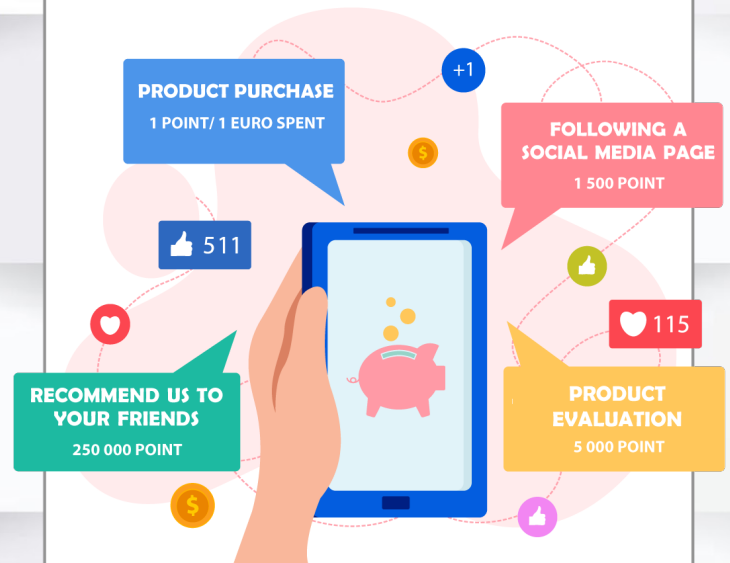 PRODUCT PURCHASE
1 POINT/ 1 EURO SPENT
+1
FOLLOWING A
SOCIAL MEDIA PAGE
1 500 POINT
511
115
RECOMMEND US TO
YOUR FRIENDS
250 000 POINT
PRODUCT
EVALUATION
5 000 POINT
$
$